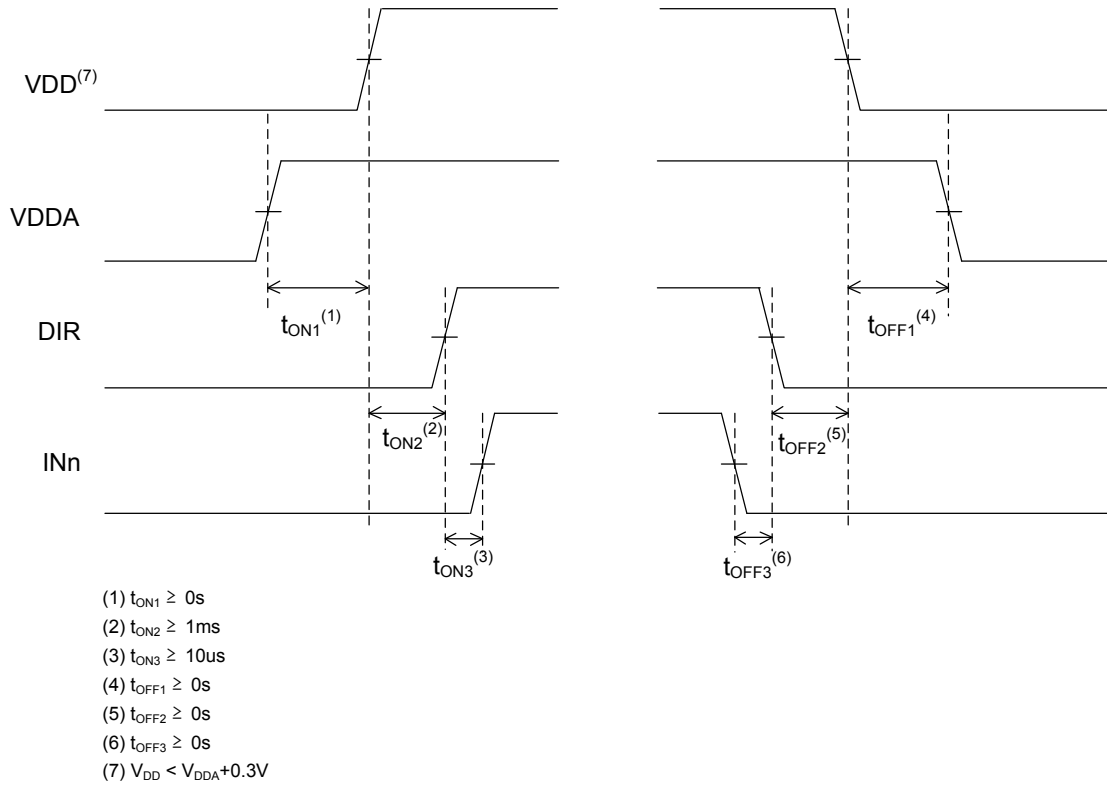 VDD(7)
VDDA
tON1(1)
tOFF1(4)
DIR
tON2(2)
tOFF2(5)
INn
tON3(3)
tOFF3(6)
(1) tON1 ≥ 0s
(2) tON2 ≥ 1ms
(3) tON3 ≥ 10us
(4) tOFF1 ≥ 0s
(5) tOFF2 ≥ 0s
(6) tOFF3 ≥ 0s
(7) VDD < VDDA+0.3V